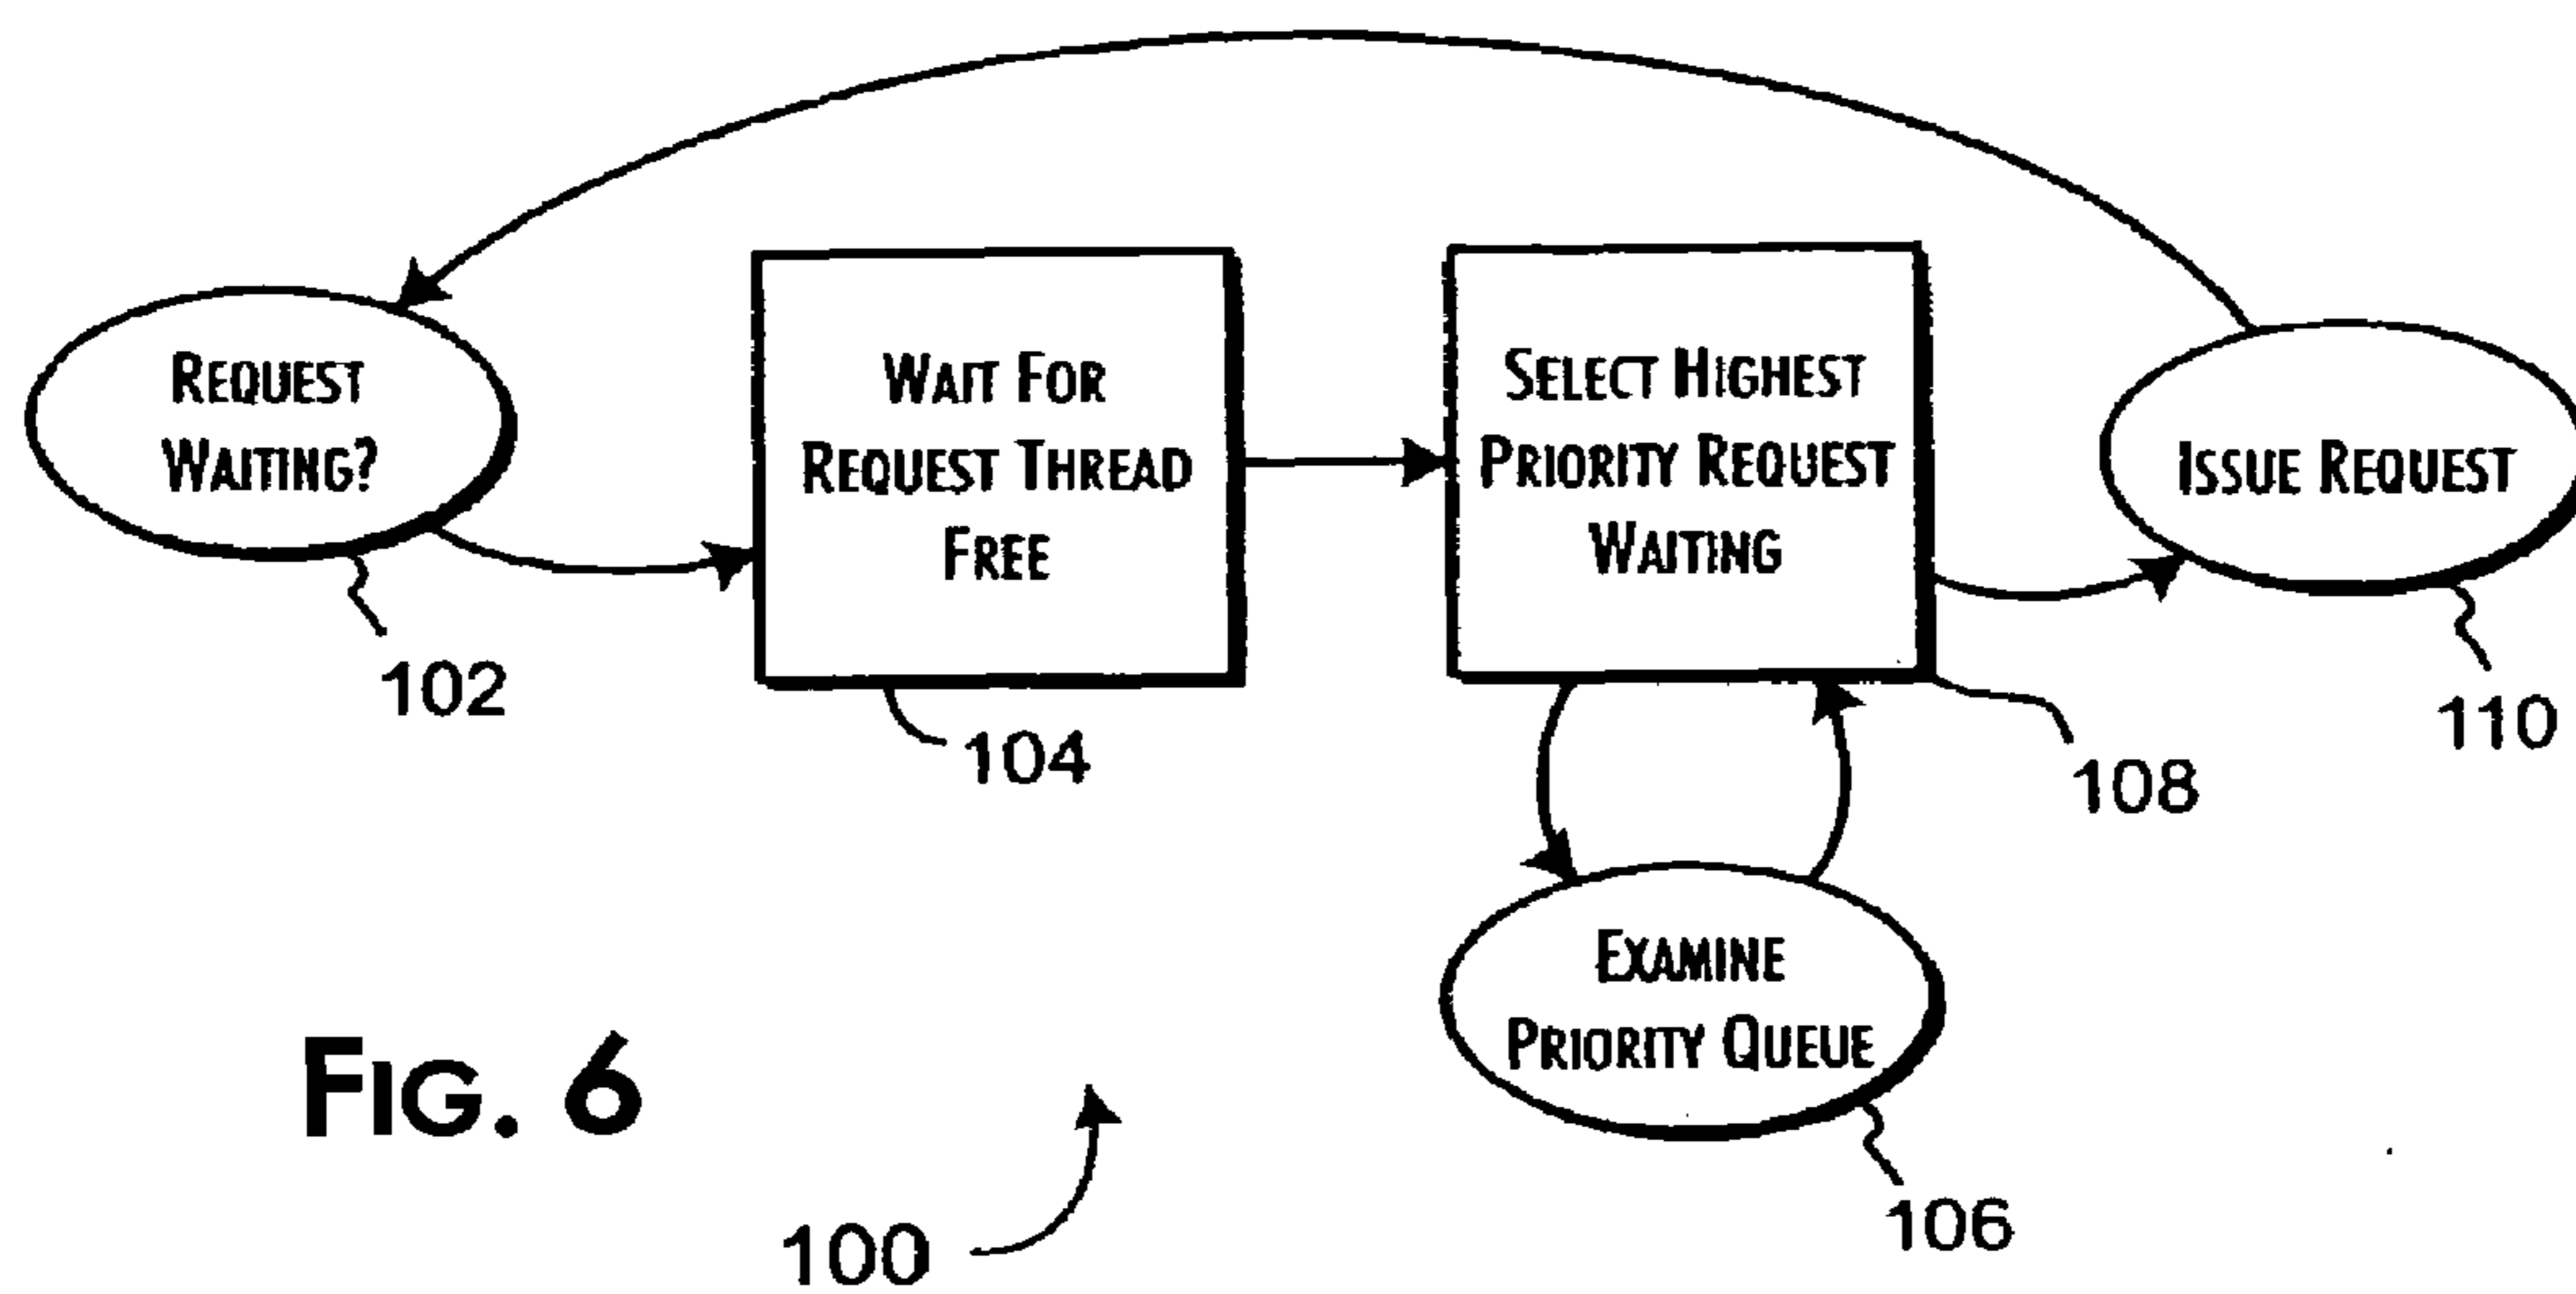 REQUEST
WAITING?
102
WAIT FOR
REQUEST THREAD
FREE
104
SELECT HIGHEST
PRIORITY REQUEST
WAITING
108
ISSUE REQUEST
110
EXAMINE
PRIORITY QUEUE
106
FIG. 6
100